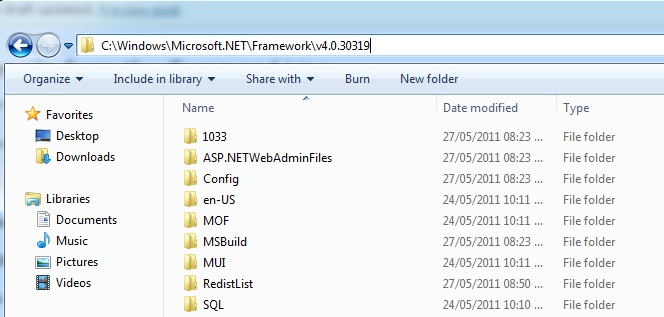 C:\Windows\Microsoft.NET\Framework\v4.0.30319
Organize Include in library Share with Burn New folder
Favorites
Desktop
Downloads
Libraries
Documents
Music
Pictures
Videos
Name Date modified Type
1033 27/05/2011 08:23 ... File folder
ASP.NETWebAdminFiles 27/05/2011 08:23 ... File folder
Config 27/05/2011 08:23 ... File folder
en-US 24/05/2011 10:11 ... File folder
MOF 24/05/2011 10:11 ... File folder
MSBuild 27/05/2011 08:23 ... File folder
MUI 24/05/2011 10:11 ... File folder
RedistList 27/05/2011 08:50 ... File folder
SQL 24/05/2011 10:10 ... File folder